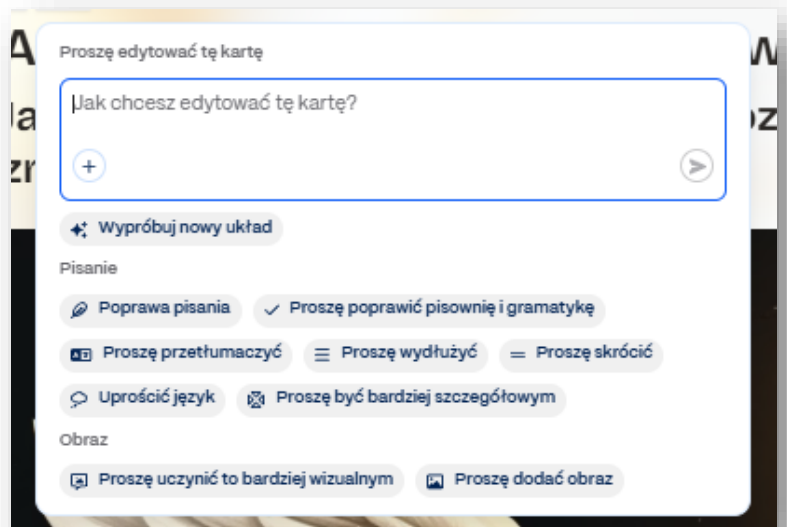 Proszę edytować tę kartę
Jak chcesz edytować tę kartę?
Wypróbuj nowy układ
Pisanie
Poprawa pisania
Proszę poprawić pisownię i gramatykę
Proszę przetłumaczyć
Proszę wydłużyć
Proszę skrócić
Uprościć język
Proszę być bardziej szczegółowym
Obraz
Proszę uczynić to bardziej wizualnym
Proszę dodać obraz